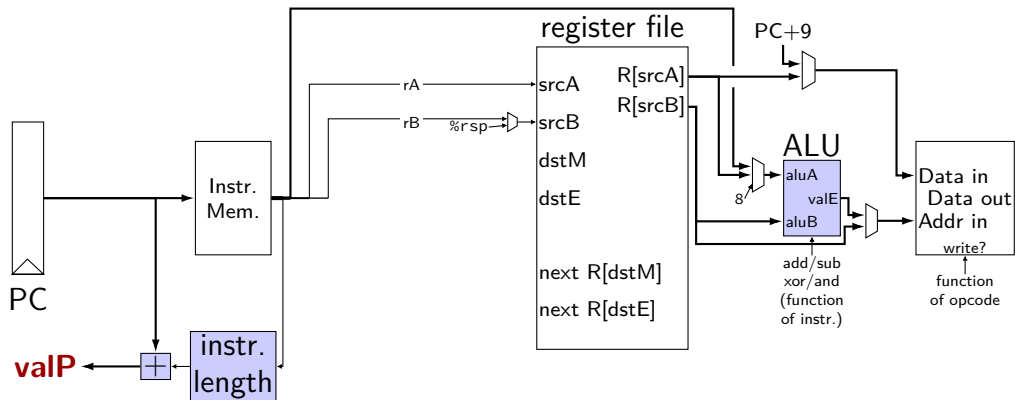 register file
PC+9
R[srcA]
R[srcB]
rA
srcA
rB
%rsp
srcB
dstM
dstE
next R[dstM]
next R[dstE]
ALU
aluA
valE
aluB
8
add/sub
xor/and
(function
of instr.)
Data in
Data out
Addr in
write?
function
of opcode
Instr.
Mem.
PC
instr.
length
+
valP